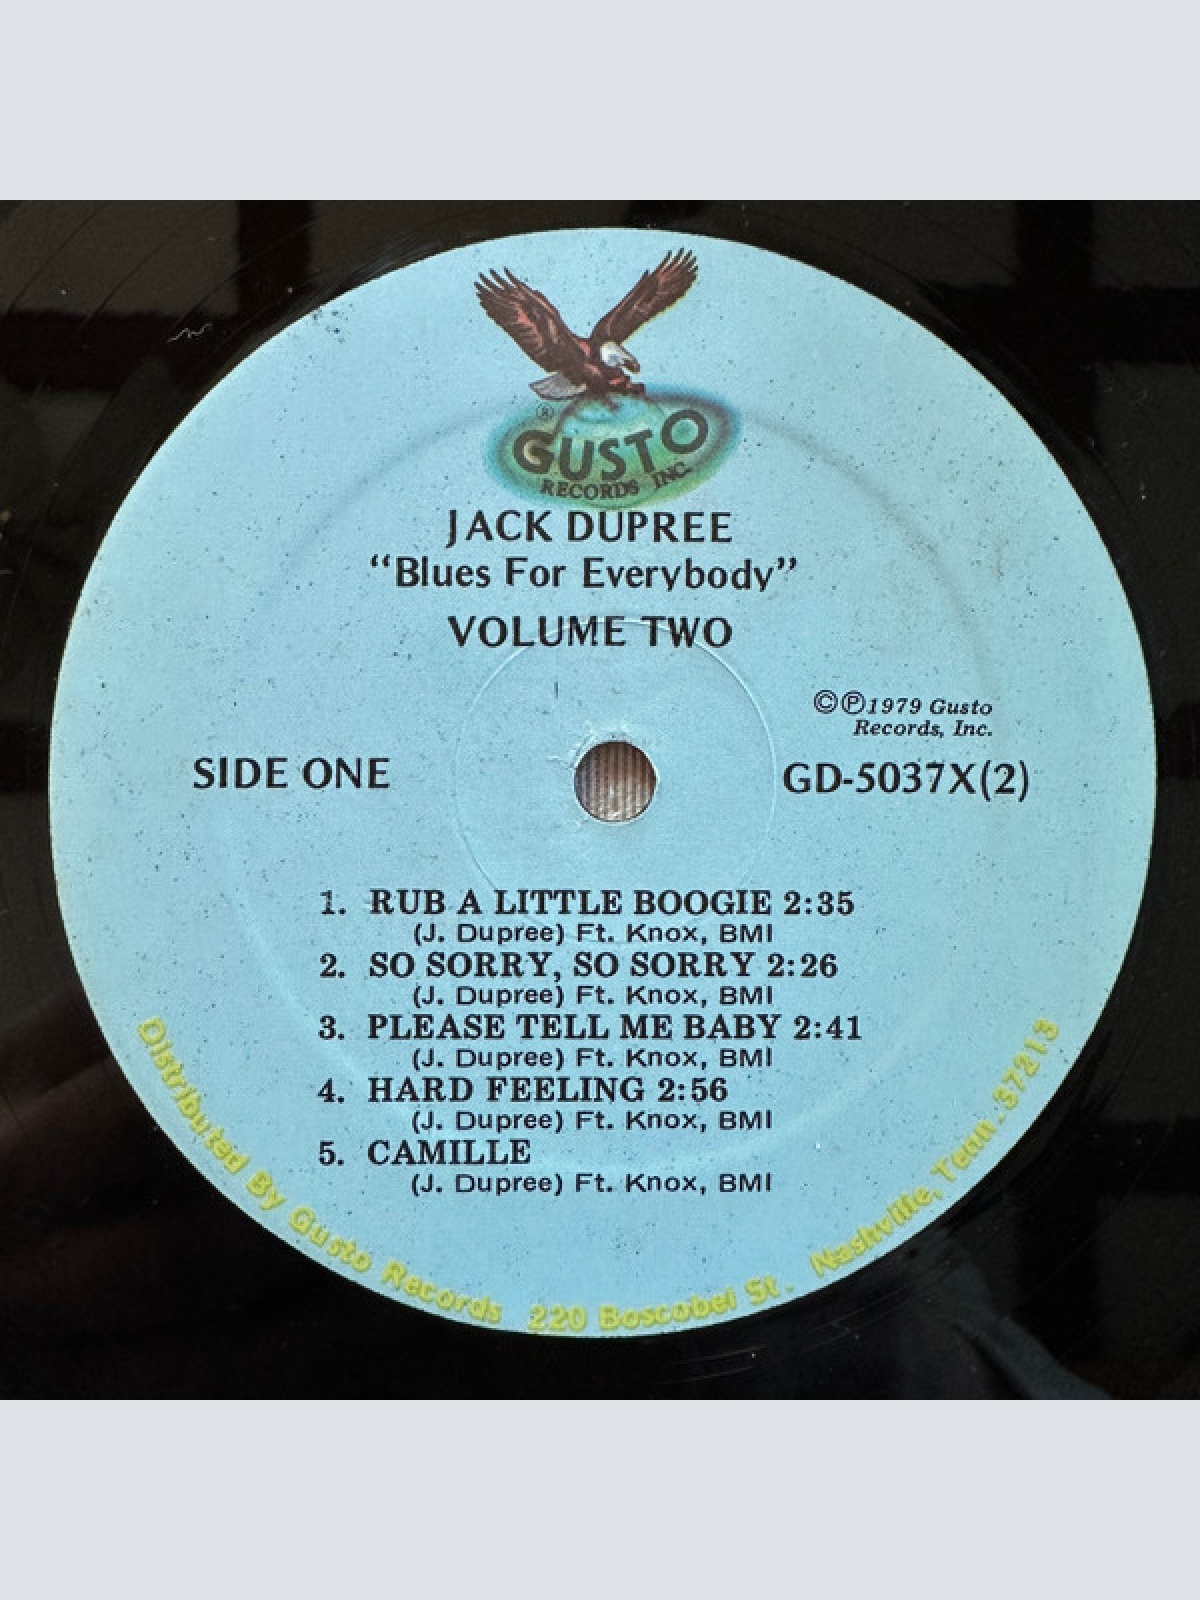 ®
GUSTO
RECORDS INC.
JACK DUPREE
“Blues For Everybody”
VOLUME TWO
©℗1979 Gusto
Records, Inc.
SIDE ONE
GD-5037X(2)
1. RUB A LITTLE BOOGIE 2:35
(J. Dupree) Ft. Knox, BMI
2. SO SORRY, SO SORRY 2:26
(J. Dupree) Ft. Knox, BMI
3. PLEASE TELL ME BABY 2:41
(J. Dupree) Ft. Knox, BMI
4. HARD FEELING 2:56
(J. Dupree) Ft. Knox, BMI
5. CAMILLE
(J. Dupree) Ft. Knox, BMI
Distributed By Gusto Records 220 Boscobel St. Nashville, Tenn. 37213